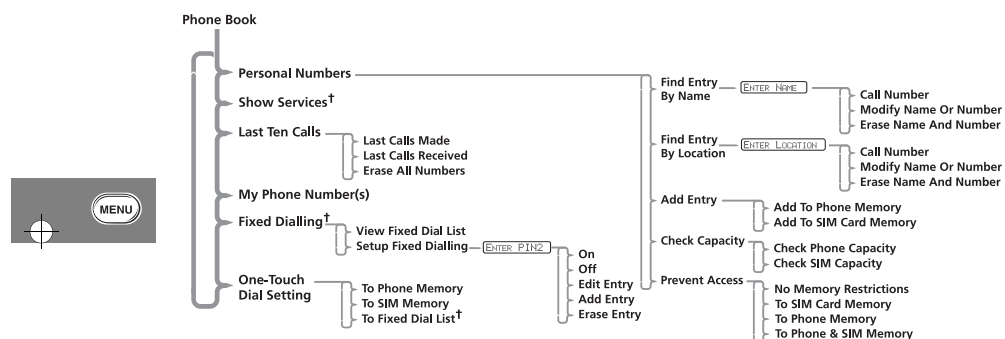 Phone Book
Personal Numbers
Show Services†
Last Ten Calls
Last Calls Made
Last Calls Received
Erase All Numbers
My Phone Number(s)
Fixed Dialling†
View Fixed Dial List
Setup Fixed Dialling
ENTER PIN2
On
Off
Edit Entry
Add Entry
Erase Entry
One-Touch
Dial Setting
To Phone Memory
To SIM Memory
To Fixed Dial List†
Find Entry
By Name
ENTER NAME
Call Number
Modify Name Or Number
Erase Name And Number
Find Entry
By Location
ENTER LOCATION
Call Number
Modify Name Or Number
Erase Name And Number
Add Entry
Add To Phone Memory
Add To SIM Card Memory
Check Capacity
Check Phone Capacity
Check SIM Capacity
Prevent Access
No Memory Restrictions
To SIM Card Memory
To Phone Memory
To Phone & SIM Memory
MENU